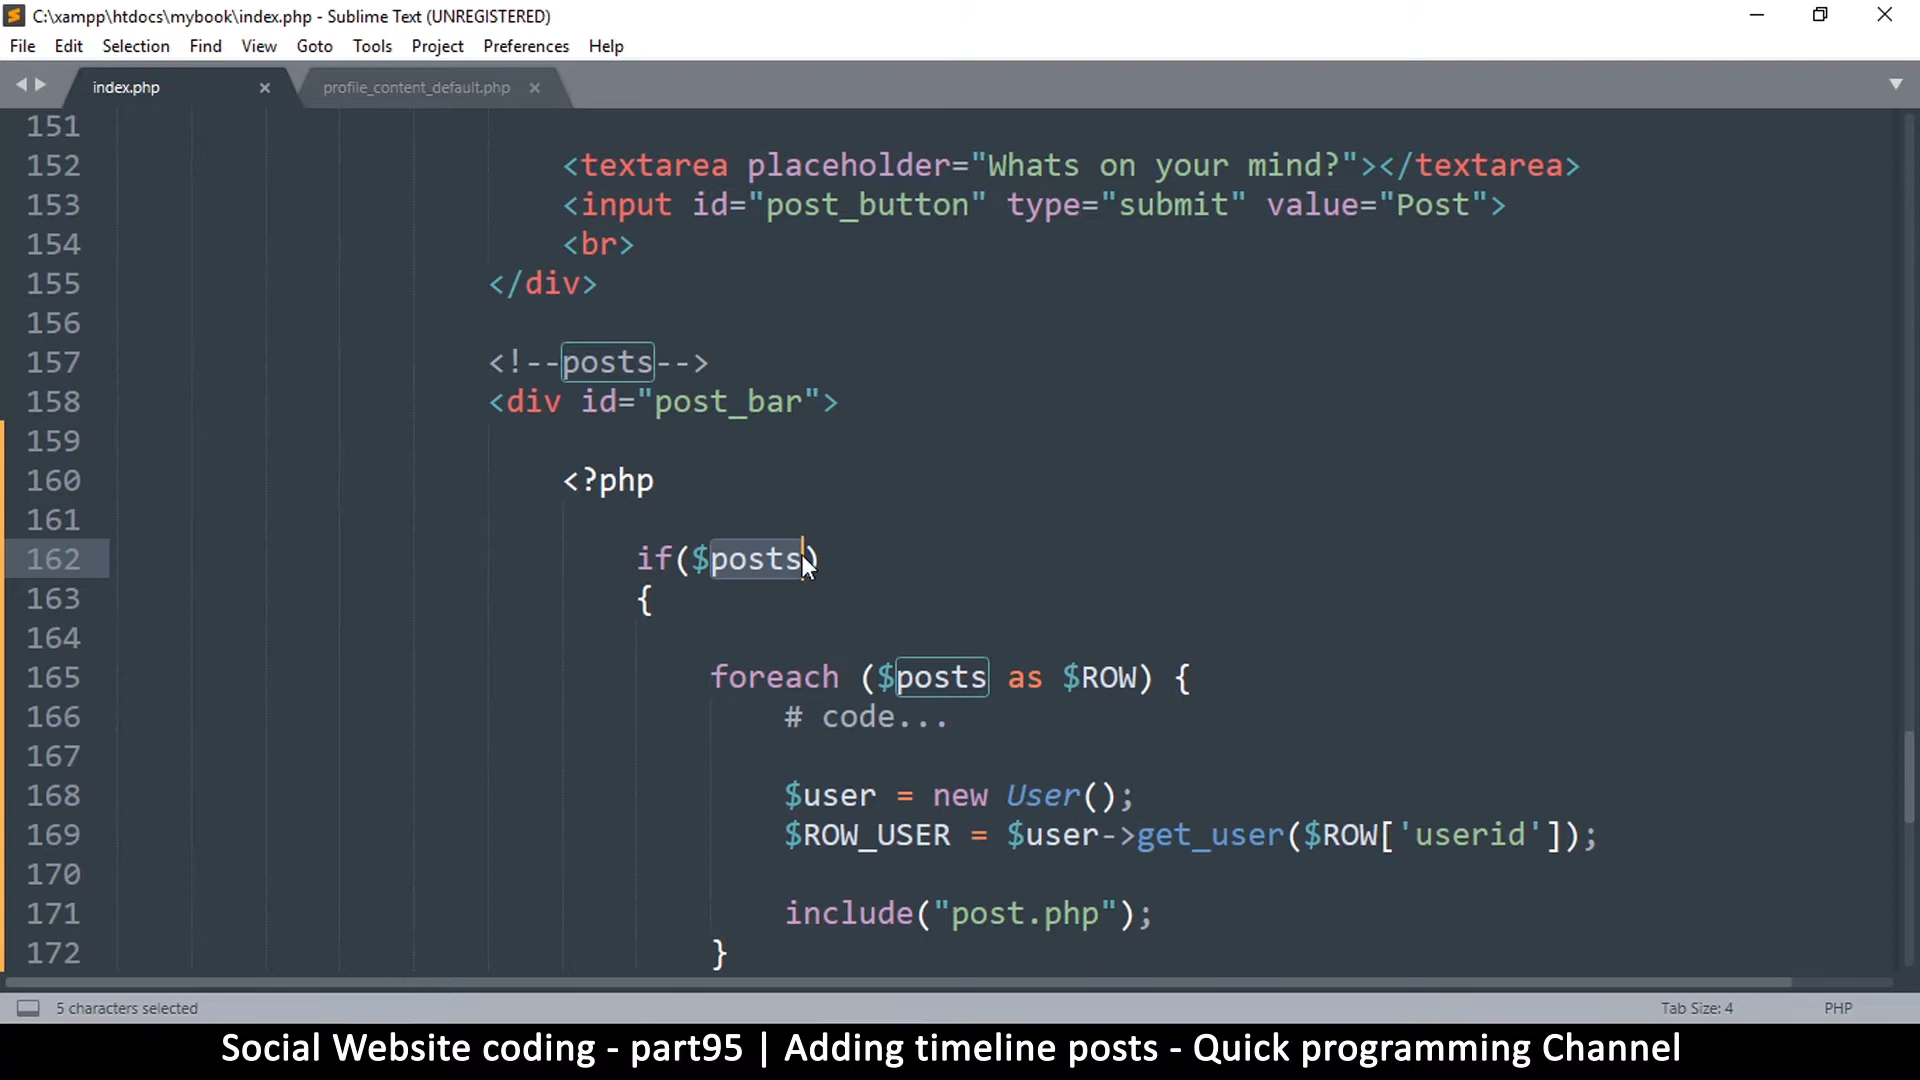 C:\xampp\htdocs\mybook\index.php - Sublime Text (UNREGISTERED)
File Edit Selection Find View Goto Tools Project Preferences Help
index.php × profile_content_default.php ×
151
152 <textarea placeholder="Whats on your mind?"></textarea>
153 <input id="post_button" type="submit" value="Post">
154 <br>
155 </div>
156
157 <!--posts-->
158 <div id="post_bar">
159
160 <?php
161
162 if($posts)
163 {
164
165 foreach ($posts as $ROW) {
166 # code...
167
168 $user = new User();
169 $ROW_USER = $user->get_user($ROW['userid']);
170
171 include("post.php");
172 }
5 characters selected Tab Size: 4 PHP
Social Website coding - part95 | Adding timeline posts - Quick programming Channel